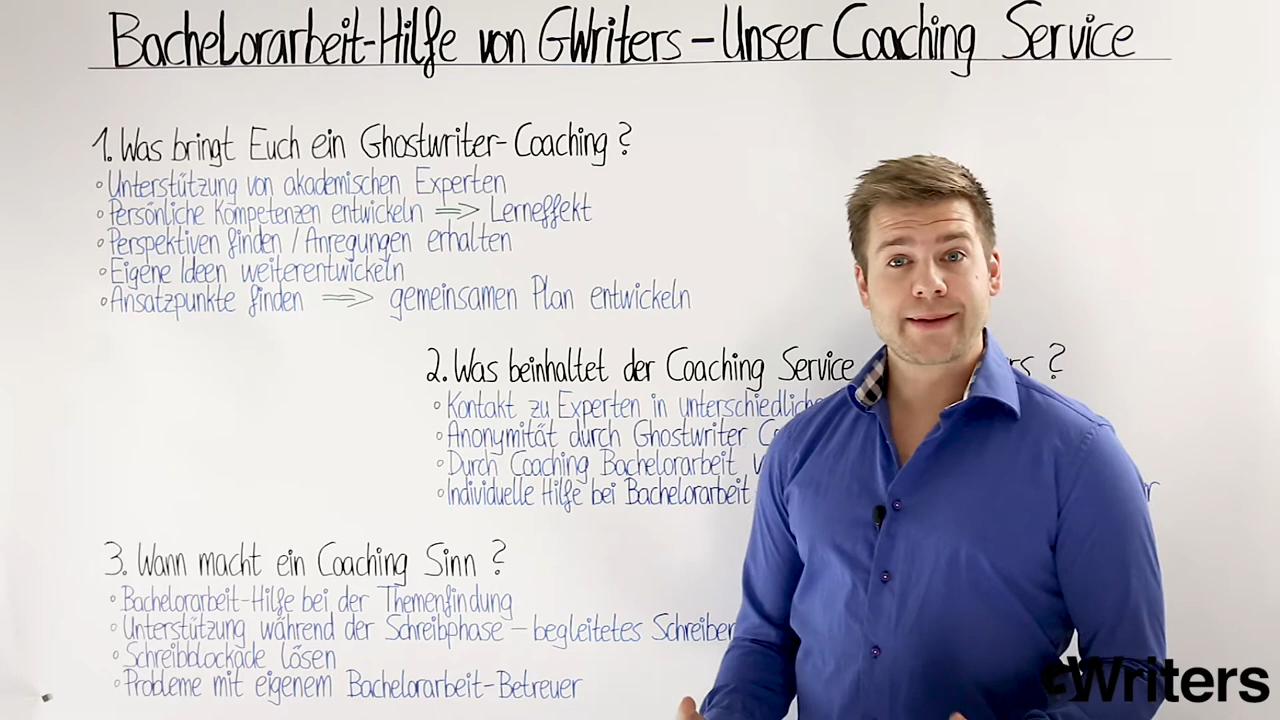 Bachelorarbeit-Hilfe von GWriters – Unser Coaching Service
1. Was bringt Euch ein Ghostwriter-Coaching ?
◦ Unterstützung von akademischen Experten
◦ Persönliche Kompetenzen entwickeln => Lerneffekt
◦ Perspektiven finden / Anregungen erhalten
◦ Eigene Ideen weiterentwickeln
◦ Ansatzpunkte finden => gemeinsamen Plan entwickeln
2. Was beinhaltet der Coaching Service ?
◦ Kontakt zu Experten in
◦ Anonymität durch Ghostwriter
◦ Durch Coaching Bachelorarbeit
◦ Individuelle Hilfe bei Bachelorarbeit
3. Wann macht ein Coaching Sinn ?
◦ Bachelorarbeit-Hilfe bei der Themenfindung
◦ Unterstützung während der Schreibphase – begleitetes Schreiben
◦ Schreibblockade lösen
◦ Probleme mit eigenem Bachelorarbeit-Betreuer
GWriters